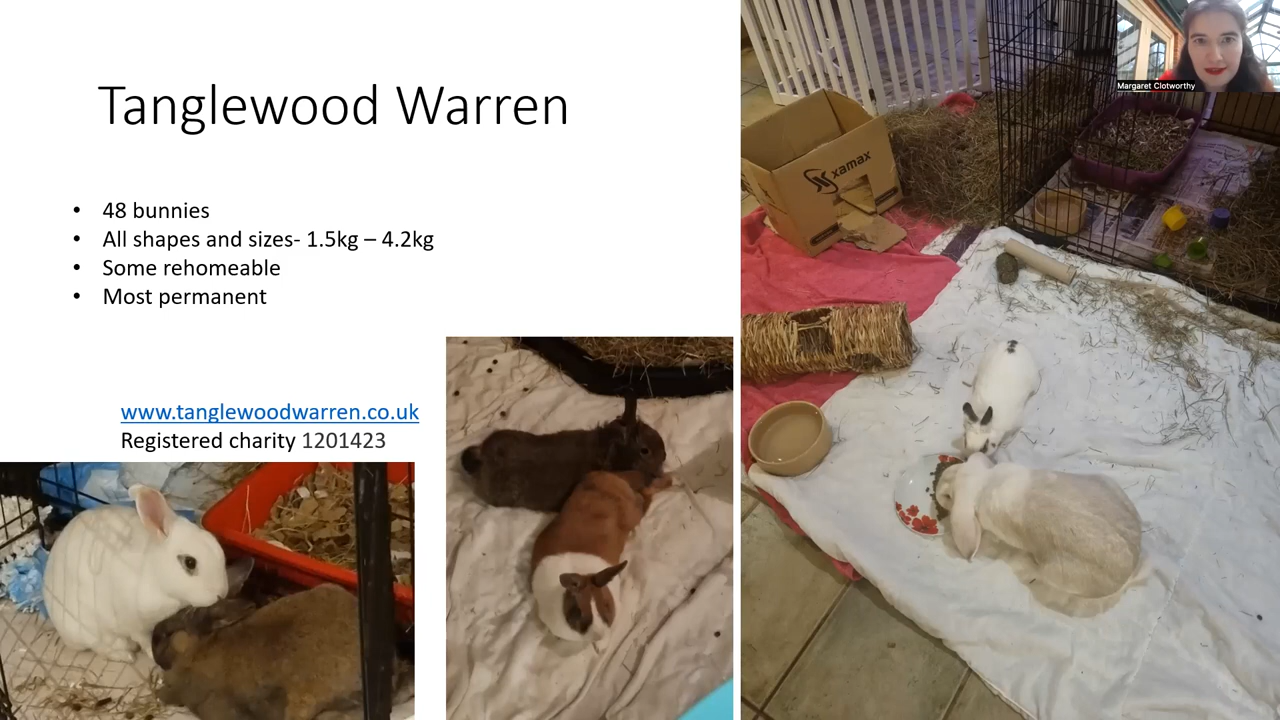 Tanglewood Warren
• 48 bunnies
• All shapes and sizes- 1.5kg – 4.2kg
• Some rehomeable
• Most permanent
www.tanglewoodwarren.co.uk
Registered charity 1201423
xamax
Margaret Clotworthy